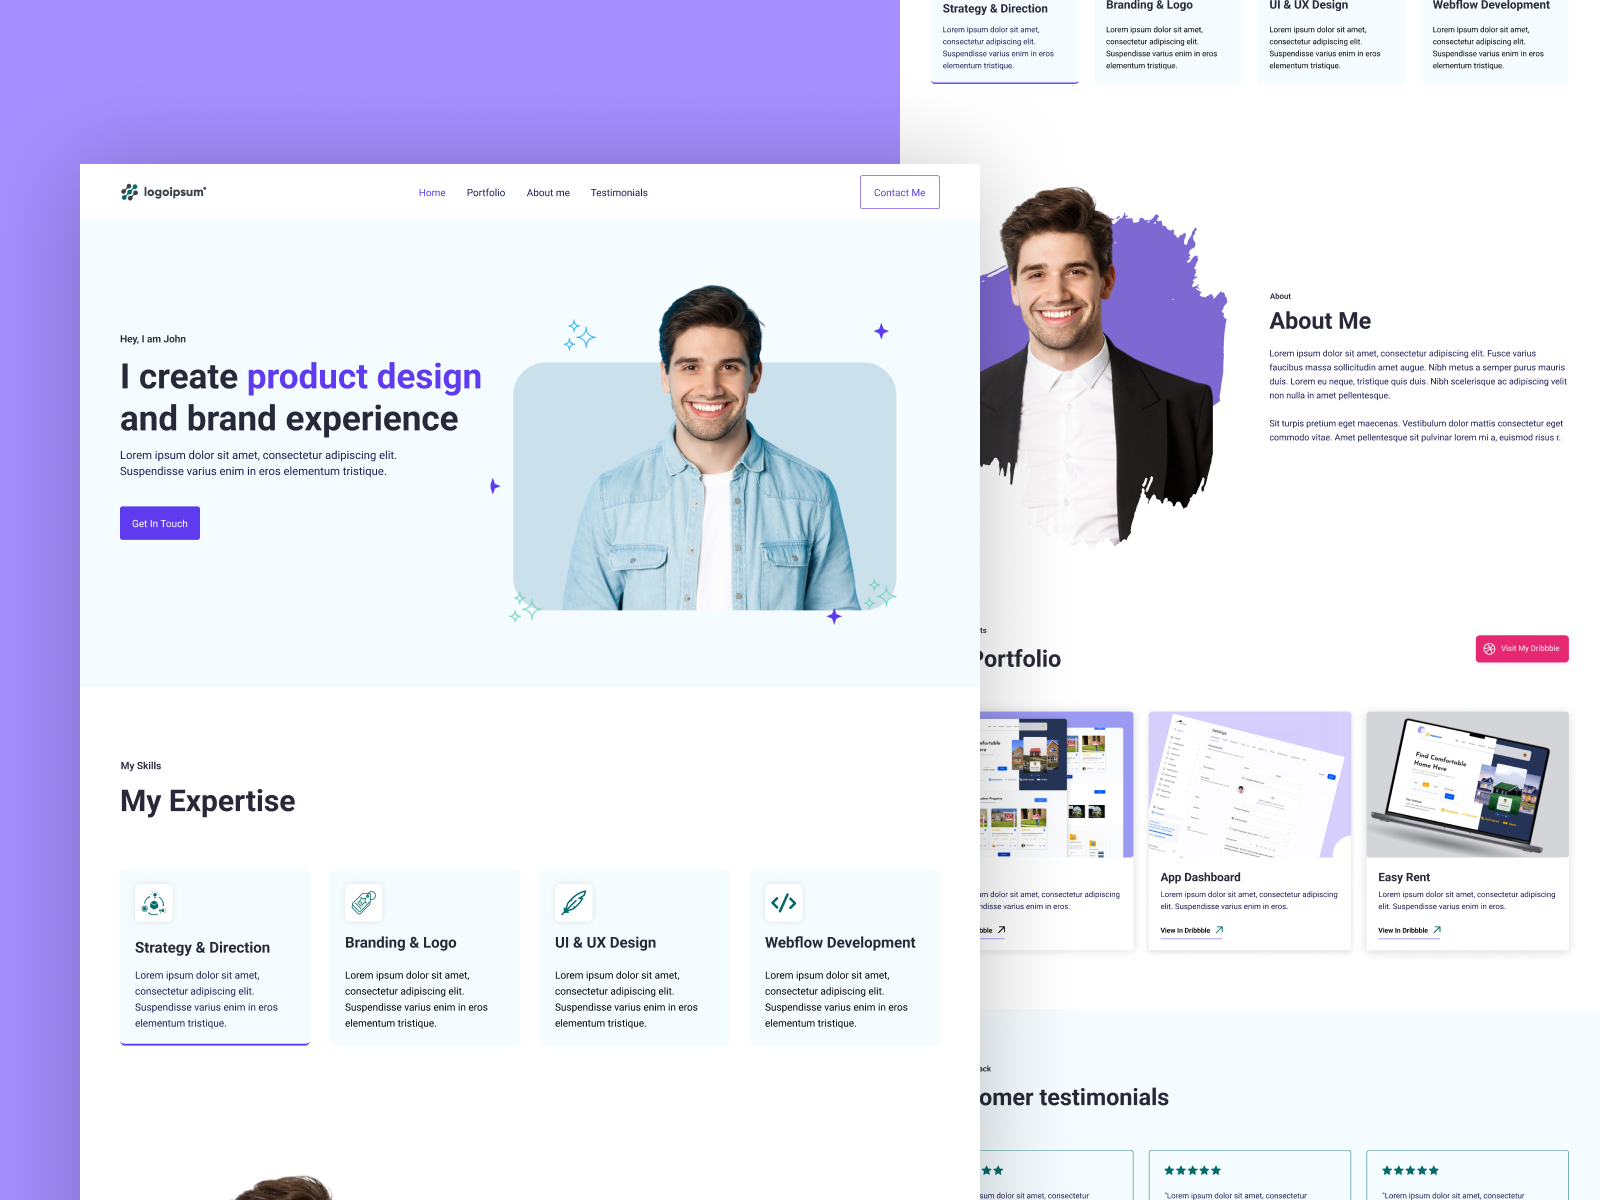 logoipsum
Home
Portfolio
About me
Testimonials
Contact Me
Hey, I am John
I create product design
and brand experience
Lorem ipsum dolor sit amet, consectetur adipiscing elit.
Suspendisse varius enim in eros elementum tristique.
Get In Touch
My Skills
My Expertise
Strategy & Direction
Lorem ipsum dolor sit amet,
consectetur adipiscing elit.
Suspendisse varius enim in eros
elementum tristique.
Branding & Logo
Lorem ipsum dolor sit amet,
consectetur adipiscing elit.
Suspendisse varius enim in eros
elementum tristique.
UI & UX Design
Lorem ipsum dolor sit amet,
consectetur adipiscing elit.
Suspendisse varius enim in eros
elementum tristique.
Webflow Development
Lorem ipsum dolor sit amet,
consectetur adipiscing elit.
Suspendisse varius enim in eros
elementum tristique.
Strategy & Direction
Lorem ipsum dolor sit amet,
consectetur adipiscing elit.
Suspendisse varius enim in eros
elementum tristique.
Branding & Logo
Lorem ipsum dolor sit amet,
consectetur adipiscing elit.
Suspendisse varius enim in eros
elementum tristique.
UI & UX Design
Lorem ipsum dolor sit amet,
consectetur adipiscing elit.
Suspendisse varius enim in eros
elementum tristique.
Webflow Development
Lorem ipsum dolor sit amet,
consectetur adipiscing elit.
Suspendisse varius enim in eros
elementum tristique.
About
About Me
Lorem ipsum dolor sit amet, consectetur adipiscing elit. Fusce varius
faucibus massa sollicitudin amet augue. Nibh metus a semper purus mauris
duis. Lorem eu neque, tristique quis duis. Nibh scelerisque ac adipiscing velit
non nulla in amet pellentesque.
Sit turpis pretium eget maecenas. Vestibulum dolor mattis consectetur eget
commodo vitae. Amet pellentesque sit pulvinar lorem mi a, euismod risus r.
ts
Portfolio
Visit My Dribbble
um dolor sit amet, consectetur adipiscing
ndisse varius enim in eros.
bble
Settings
App Dashboard
Lorem ipsum dolor sit amet, consectetur adipiscing
elit. Suspendisse varius enim in eros.
View In Dribbble
Find Comfortable
Home Here
Easy Rent
Lorem ipsum dolor sit amet, consectetur adipiscing
elit. Suspendisse varius enim in eros.
View In Dribbble
ack
omer testimonials
um dolor sit amet, consectetur
"Lorem ipsum dolor sit amet, consectetur
"Lorem ipsum dolor sit amet, consectetur